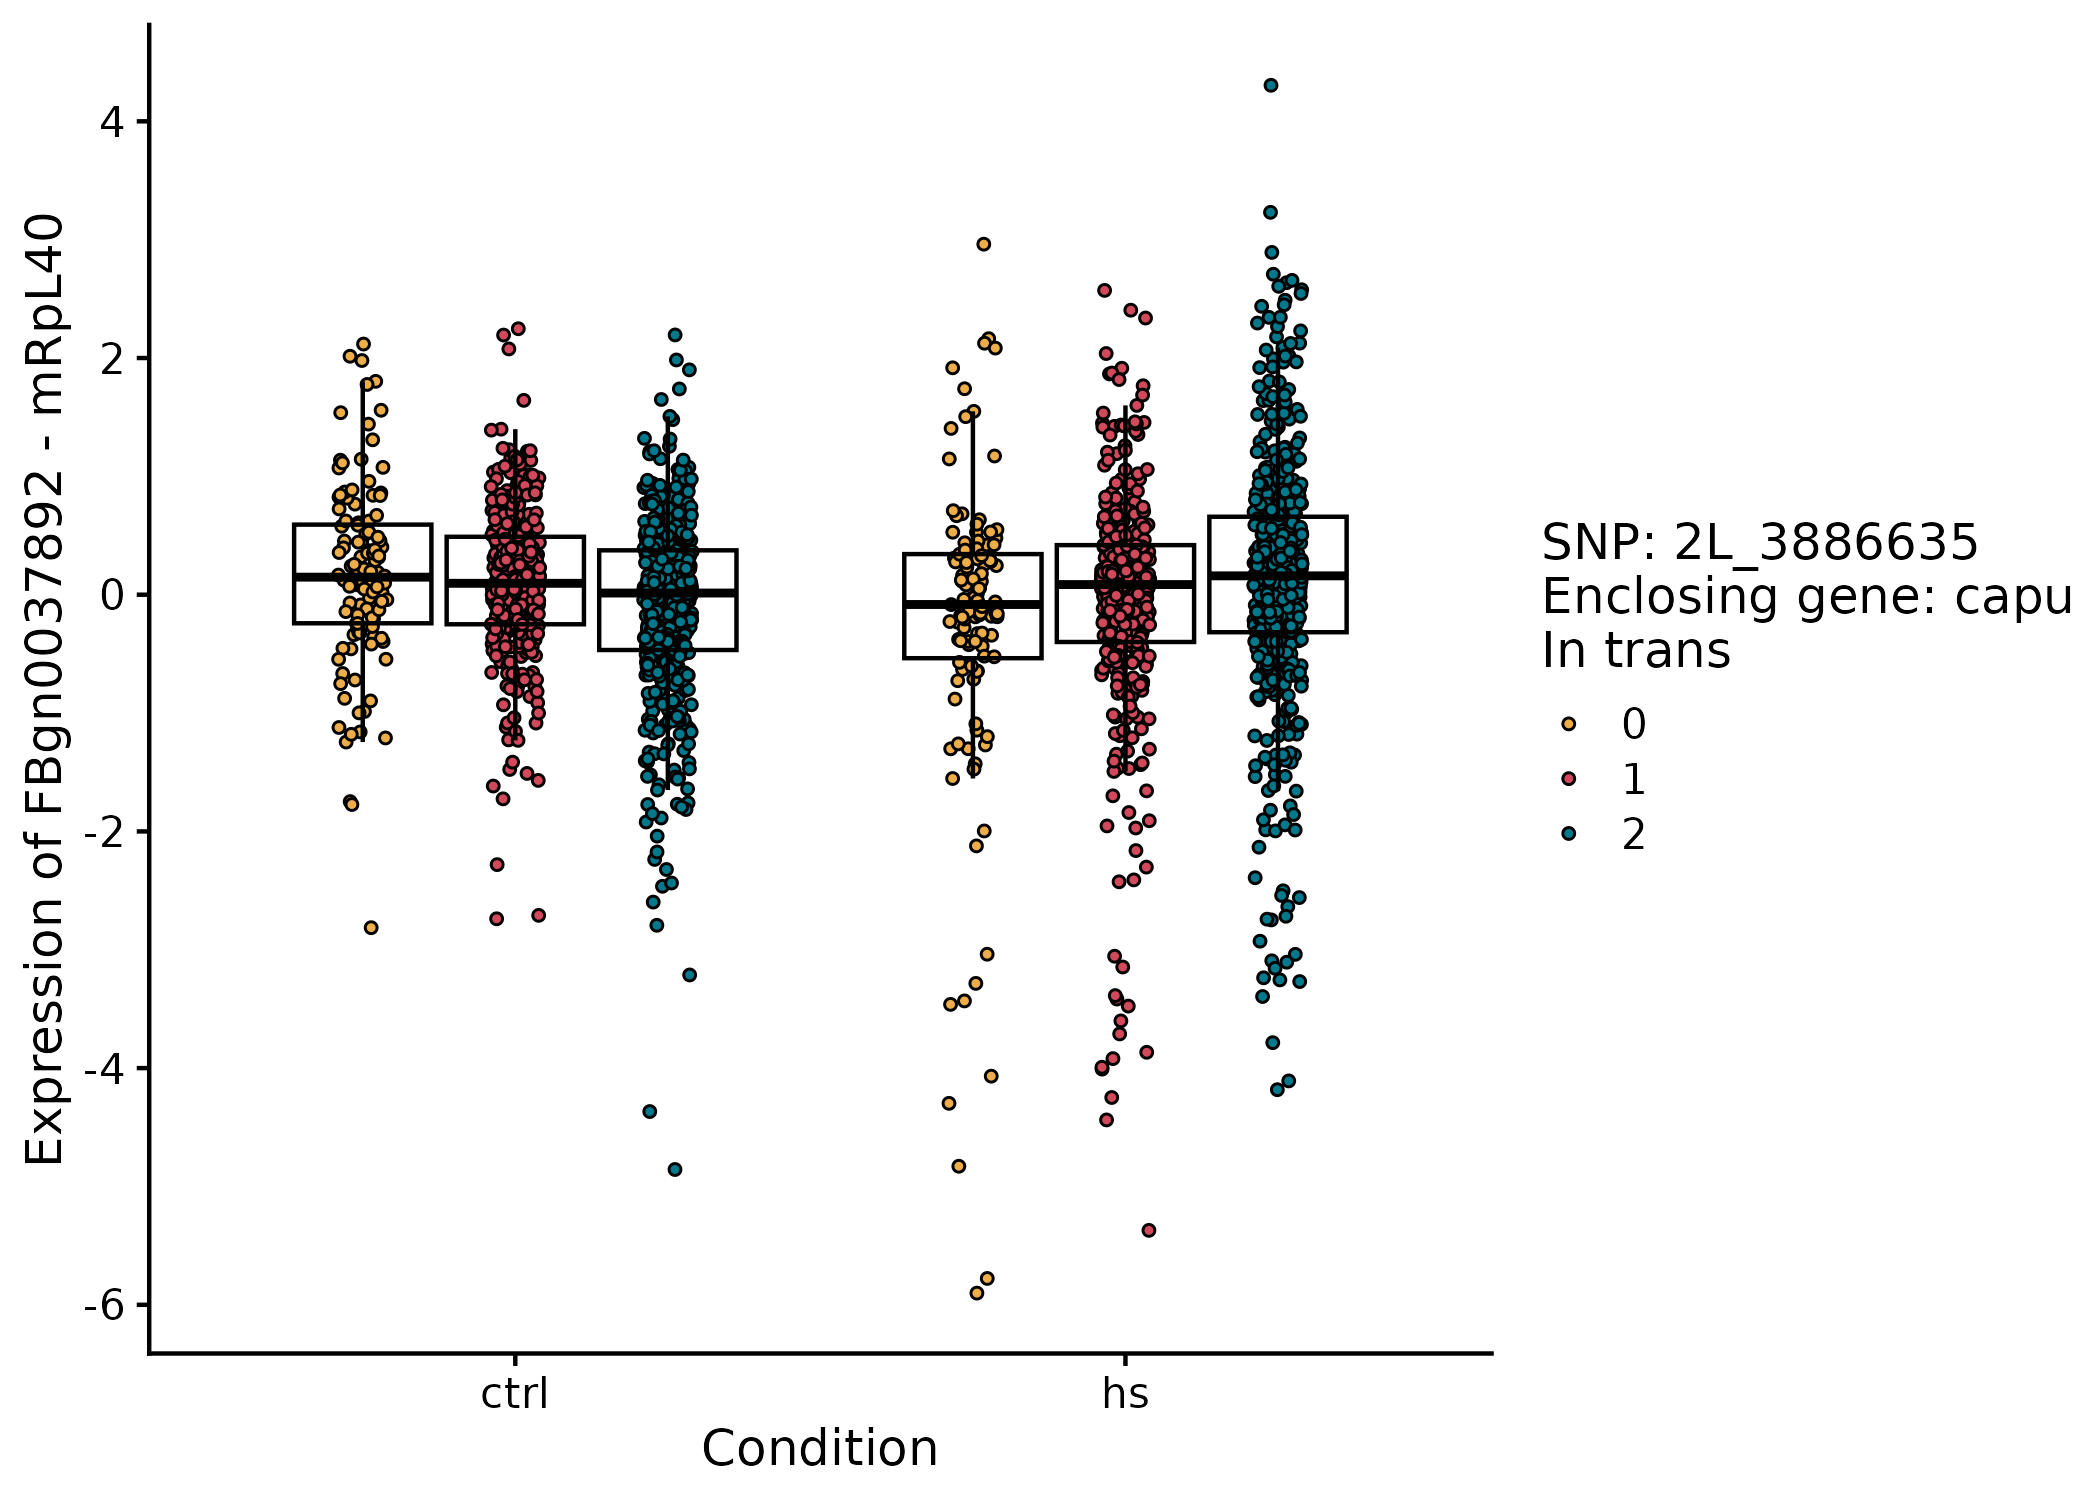 Expression of FBgn0037892 - mRpL40
4
2
0
-2
-4
-6
ctrl
hs
Condition
SNP: 2L_3886635
Enclosing gene: capu
In trans
0
1
2